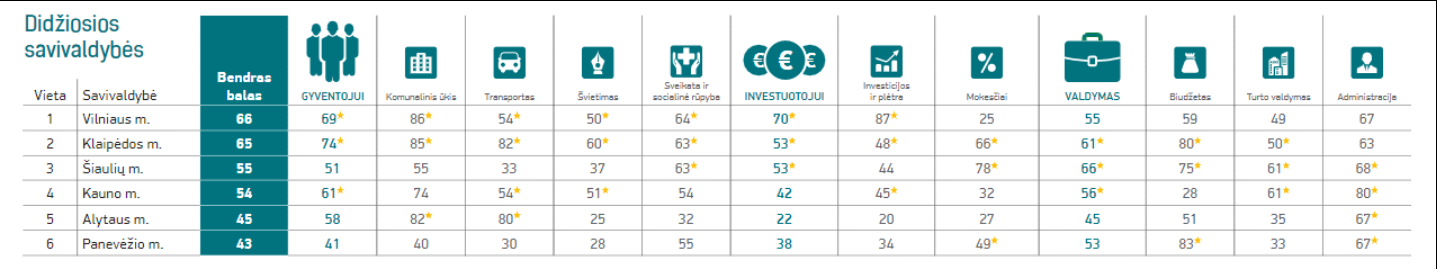 Didžiosios
savivaldybės
Vieta Savivaldybė Bendras balas GYVENTOJUI Komunalinis ūkis Transportas Švietimas Sveikata ir socialinė rūpyba INVESTUOTOJUI Investicijos ir plėtra Mokesčiai VALDYMAS Biudžetas Turto valdymas Administracija
1 Vilniaus m. 66 69★ 86★ 54★ 50★ 64★ 70★ 87★ 25 55 59 49 67
2 Klaipėdos m. 65 74★ 85★ 82★ 60★ 63★ 53★ 48★ 66★ 61★ 80★ 50★ 63
3 Šiaulių m. 55 51 55 33 37 63★ 53★ 44 78★ 66★ 75★ 61★ 68★
4 Kauno m. 54 61★ 74 54★ 51★ 54 42 45★ 32 56★ 28 61★ 80★
5 Alytaus m. 45 58 82★ 80★ 25 32 22 20 27 45 51 35 67★
6 Panevėžio m. 43 41 40 30 28 55 38 34 49★ 53 83★ 33 67★